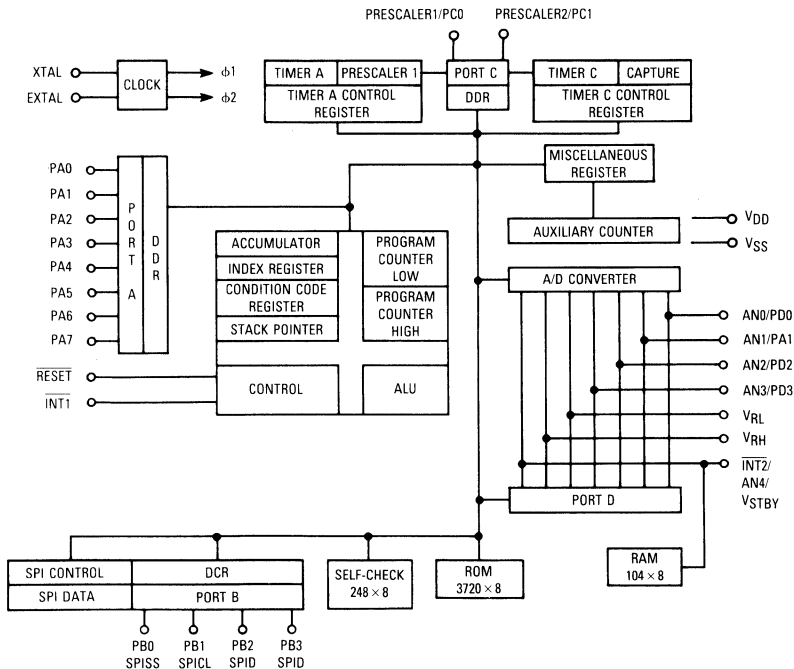 PRESCALER1/PC0 PRESCALER2/PC1
XTAL
EXTAL
CLOCK
ϕ1
ϕ2
TIMER A PRESCALER 1
TIMER A CONTROL
REGISTER
PORT C
DDR
TIMER C CAPTURE
TIMER C CONTROL
REGISTER
MISCELLANEOUS
REGISTER
AUXILIARY COUNTER
VDD
VSS
PA0
PA1
PA2
PA3
PA4
PA5
PA6
PA7
PORT A
DDR
RESET
INT1
ACCUMULATOR
INDEX REGISTER
CONDITION CODE
REGISTER
STACK POINTER
PROGRAM
COUNTER
LOW
PROGRAM
COUNTER
HIGH
CONTROL
ALU
A/D CONVERTER
AN0/PD0
AN1/PA1
AN2/PD2
AN3/PD3
VRL
VRH
INT2/
AN4/
VSTBY
PORT D
SPI CONTROL
DCR
SPI DATA
PORT B
SELF-CHECK
248 × 8
ROM
3720 × 8
RAM
104 × 8
PB0 PB1 PB2 PB3
SPISS SPICL SPID SPID